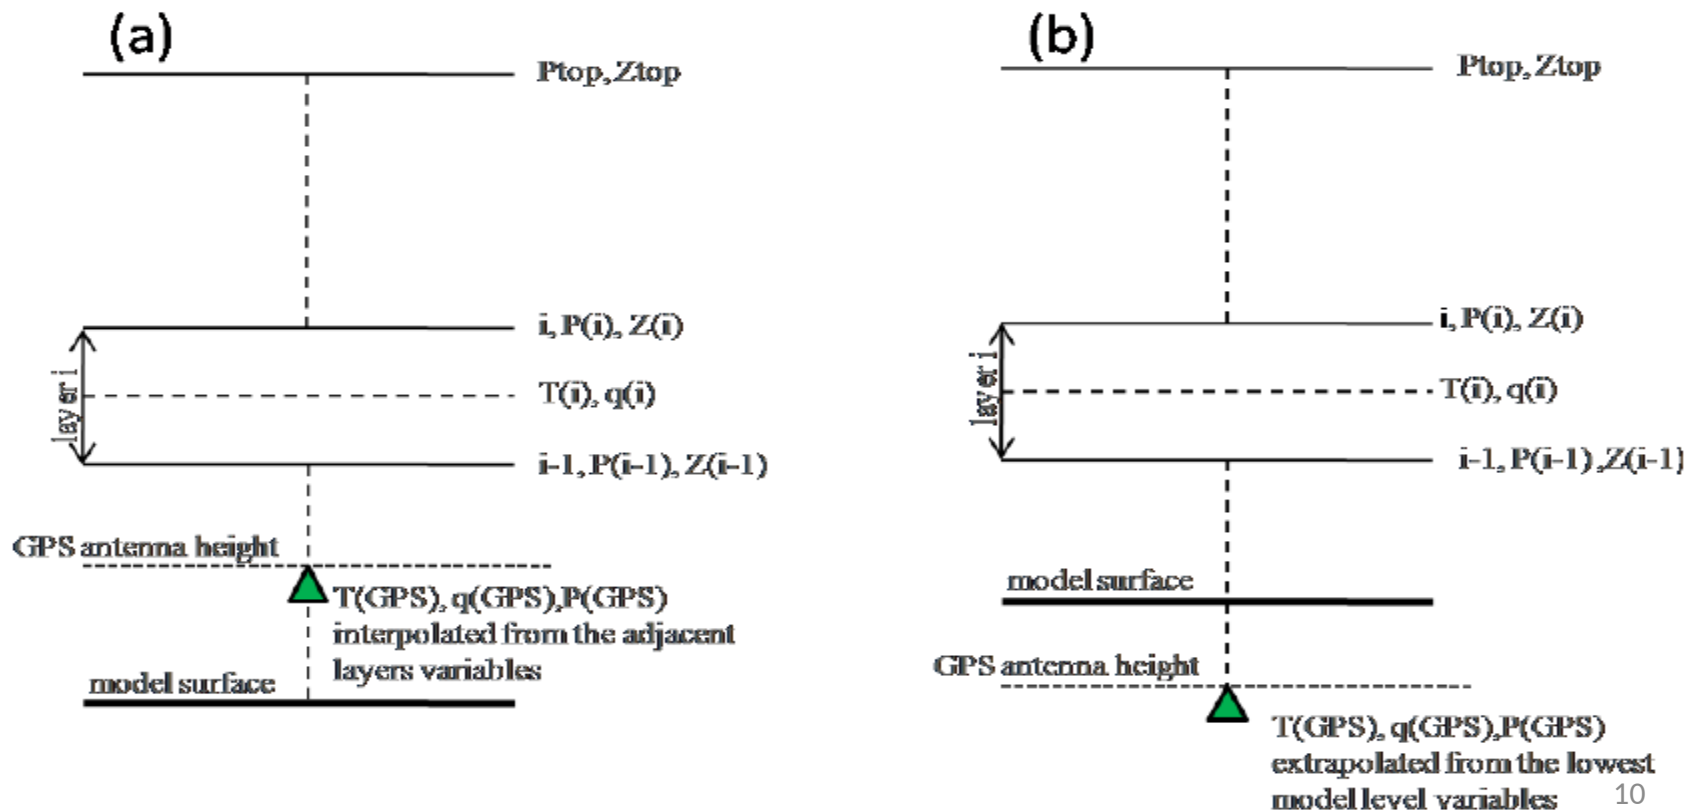 (a)
Ptop, Ztop
i, P(i), Z(i)
layer i
T(i), q(i)
i-1, P(i-1), Z(i-1)
GPS antenna height
T(GPS), q(GPS),P(GPS)
interpolated from the adjacent
layers variables
model surface
(b)
Ptop, Ztop
i, P(i), Z(i)
layer i
T(i), q(i)
i-1, P(i-1) ,Z(i-1)
model surface
GPS antenna height
T(GPS), q(GPS),P(GPS)
extrapolated from the lowest
model level variables
10